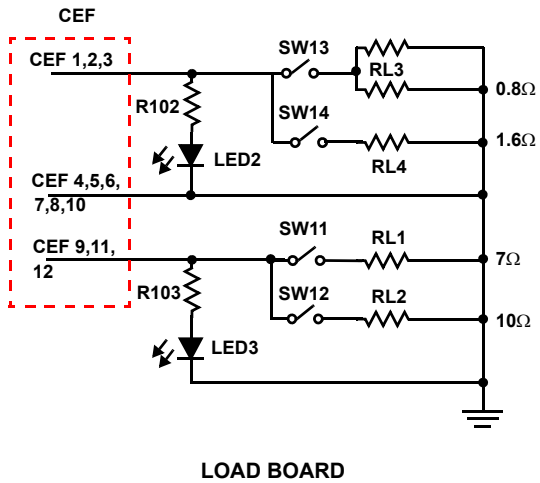 CEF
CEF 1,2,3
SW13
RL3
R102
0.8Ω
SW14
1.6Ω
LED2
RL4
CEF 4,5,6,
7,8,10
SW11
RL1
CEF 9,11,
12
7Ω
R103
SW12
RL2
10Ω
LED3
LOAD BOARD